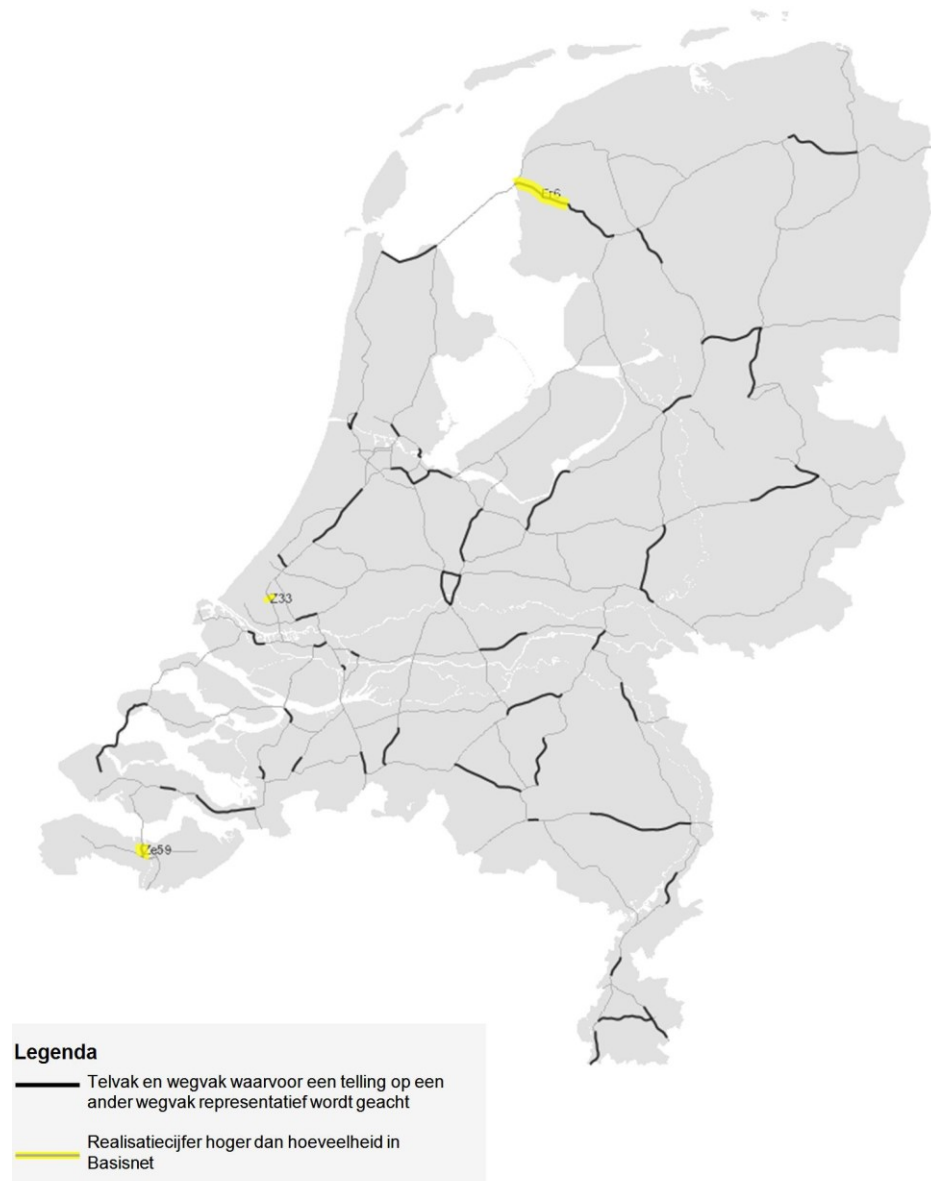 Fr6
Z33
Ze59
Legenda
Telvak en wegvak waarvoor een telling op een
ander wegvak representatief wordt geacht
Realisatiecijfer hoger dan hoeveelheid in
Basisnet